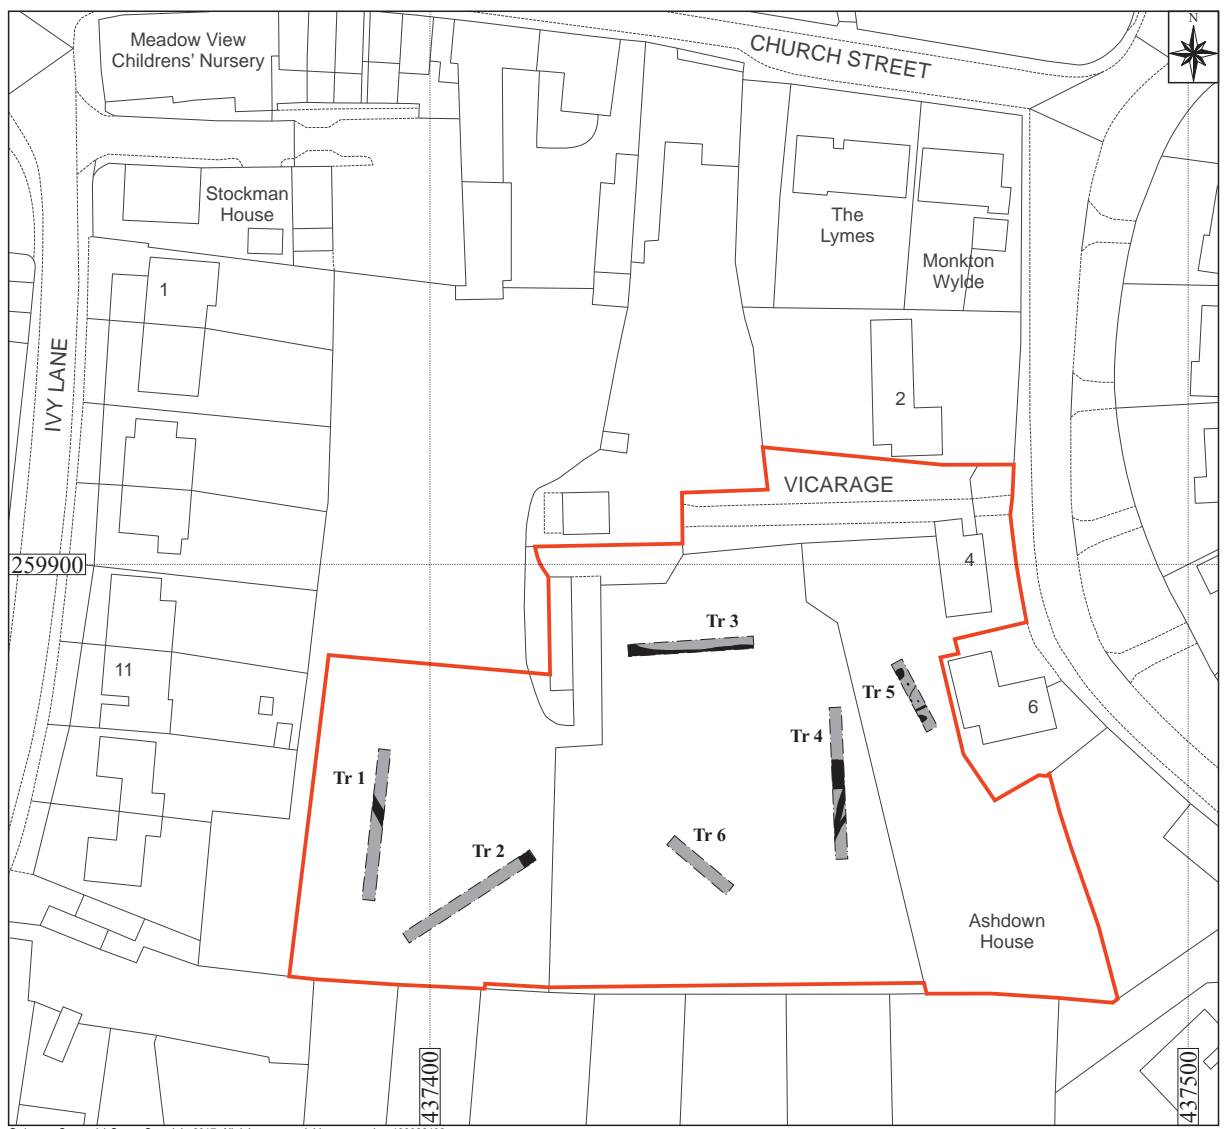 N
CHURCH STREET
Meadow View
Childrens' Nursery
Stockman
House
The
Lymes
Monkton
Wylde
1
IVY LANE
2
VICARAGE
259900
4
Tr 3
11
Tr 5
6
Tr 4
Tr 1
Tr 6
Tr 2
Ashdown
House
437400
437500